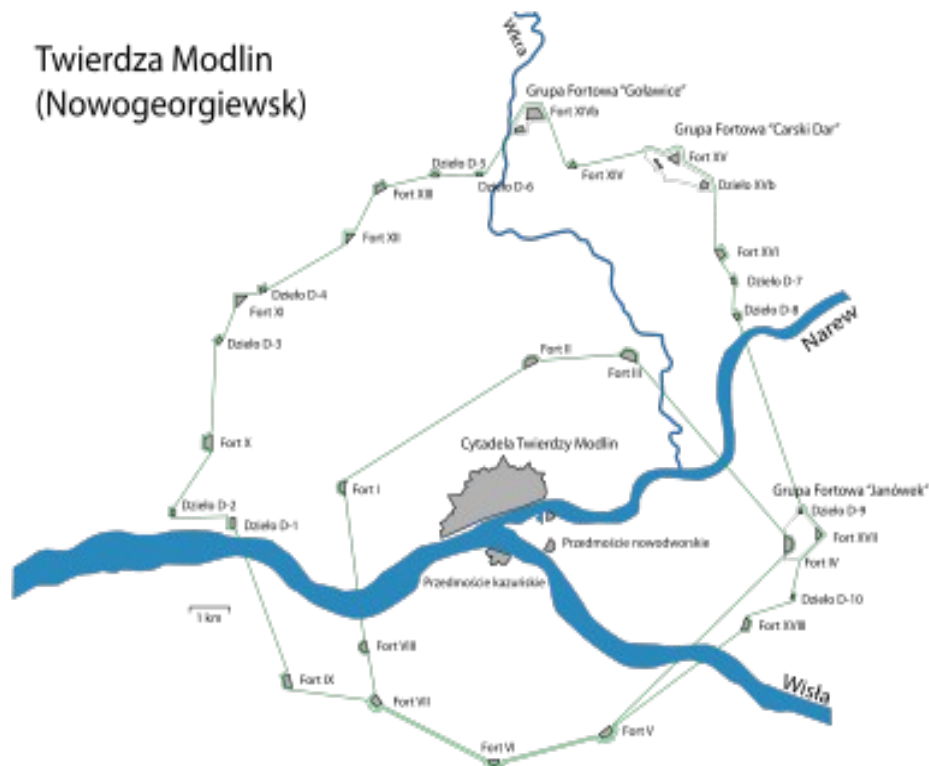 Twierdza Modlin
(Nowogeorgiewsk)
Wkra
Grupa Fortowa "Goławice"
Fort XIVb
Grupa Fortowa "Carski Dar"
Fort XV
Dzieło XVb
Fort XIV
Dzieło D-5
Dzieło D-6
Fort XIII
Fort XII
Fort XVI
Dzieło D-7
Dzieło D-8
Dzieło D-4
Fort XI
Dzieło D-3
Narew
Fort II
Fort III
Fort X
Cytadela Twierdzy Modlin
Fort I
Grupa Fortowa "Janówek"
Dzieło D-2
Dzieło D-1
Dzieło D-9
Fort XVII
Przedmoście nowodworskie
Fort IV
Przedmoście kazuńskie
Dzieło D-10
1 km
Fort XVIII
Fort VIII
Fort IX
Wisła
Fort VII
Fort V
Fort VI